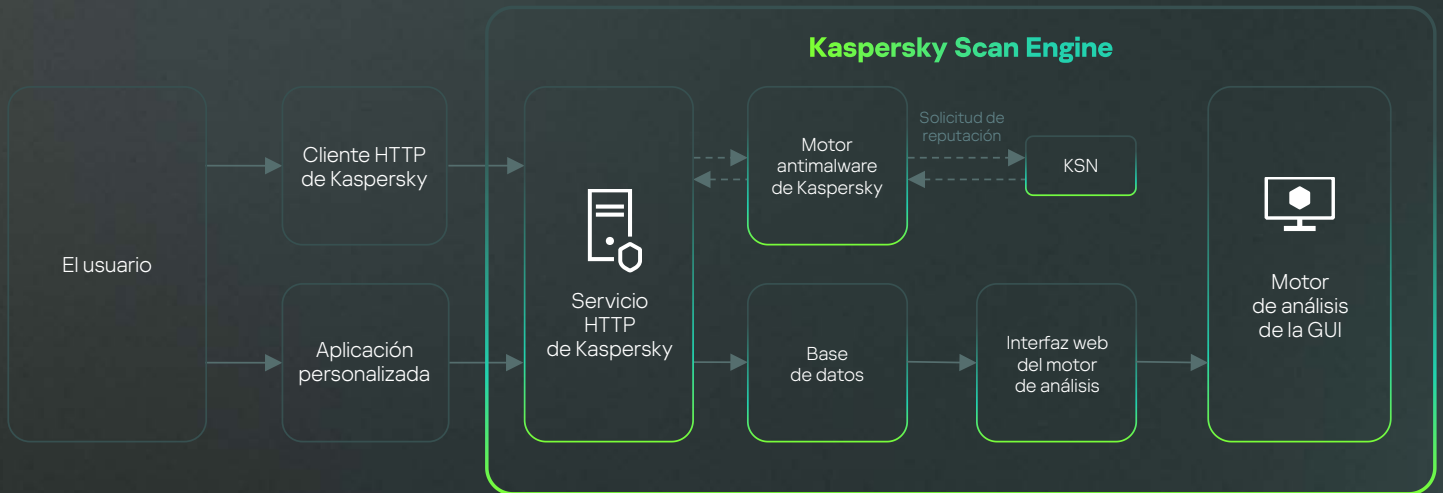 Kaspersky Scan Engine
El usuario
Cliente HTTP
de Kaspersky
Aplicación
personalizada
Servicio
HTTP
de Kaspersky
Motor
antimalware
de Kaspersky
Solicitud de
reputación
KSN
Base
de datos
Interfaz web
del motor
de análisis
Motor
de análisis
de la GUI